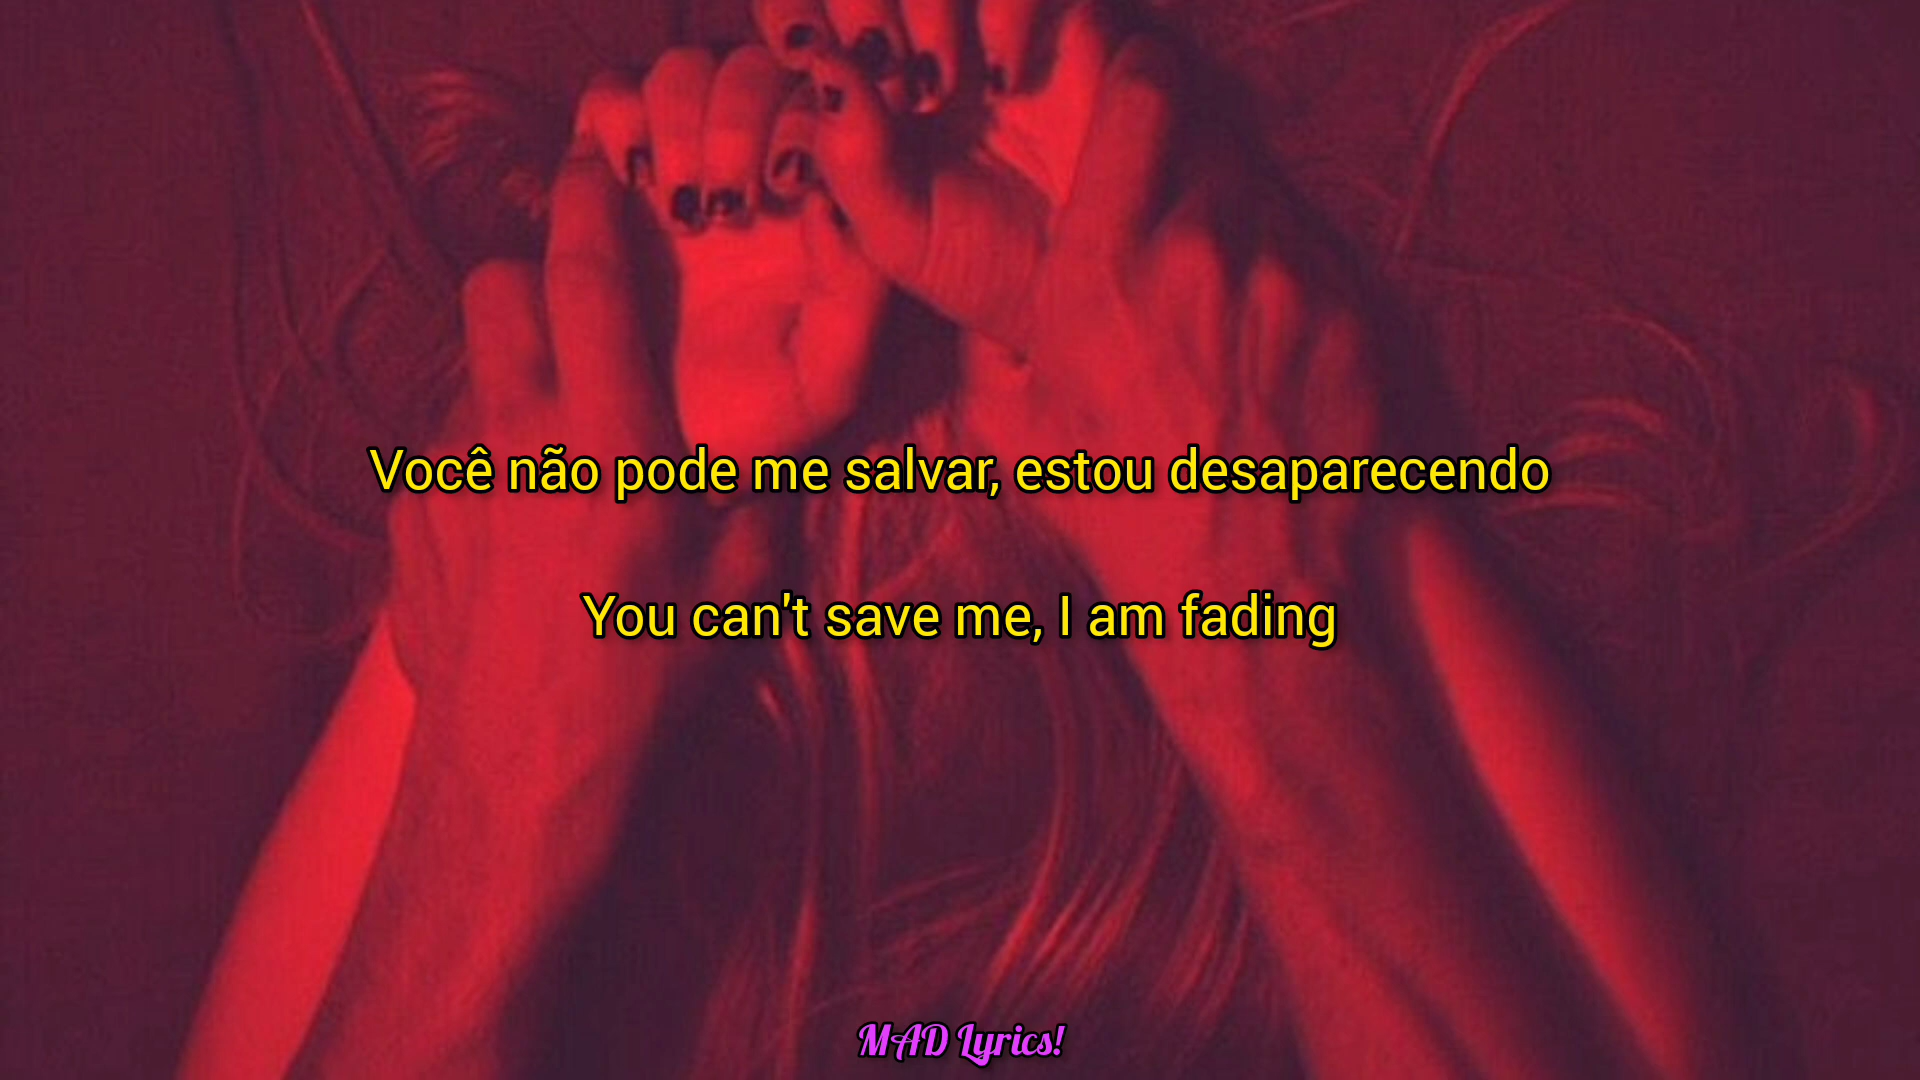 Você não pode me salvar, estou desaparecendo
You can't save me, I am fading
MAD Lyrics!